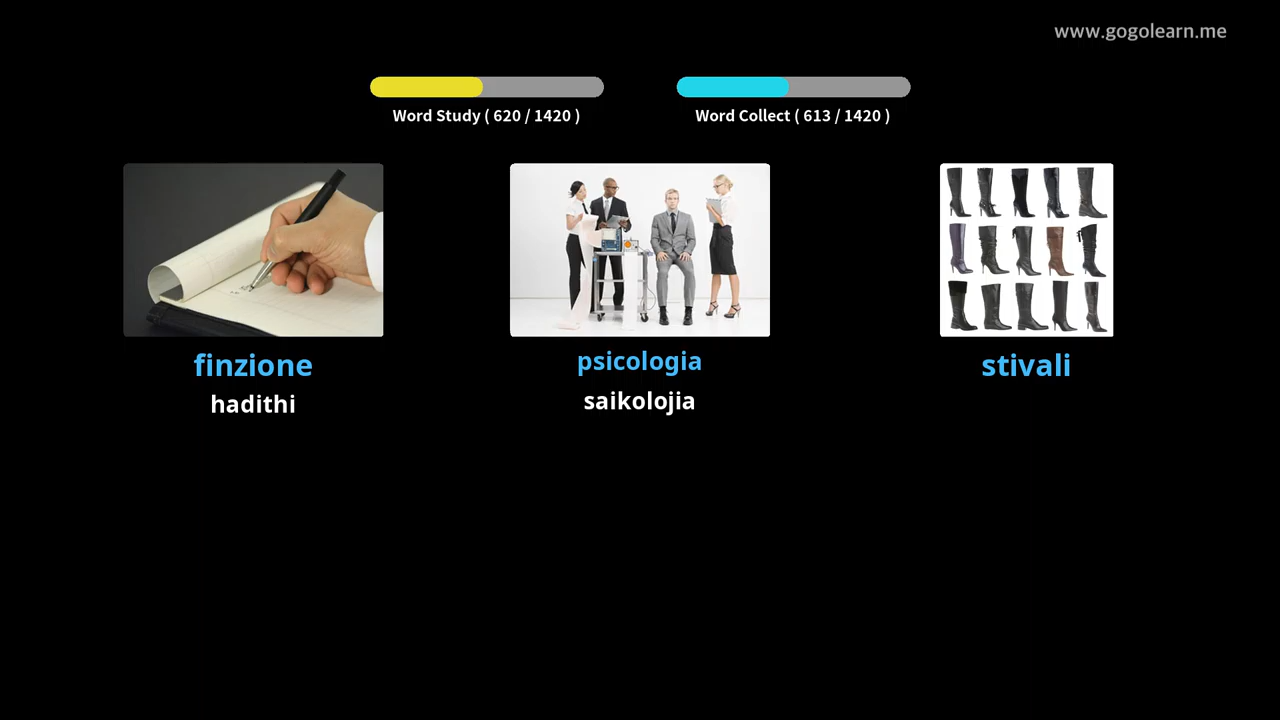 www.gogolearn.me
Word Study ( 620 / 1420 )
Word Collect ( 613 / 1420 )
finzione
hadithi
psicologia
saikolojia
stivali